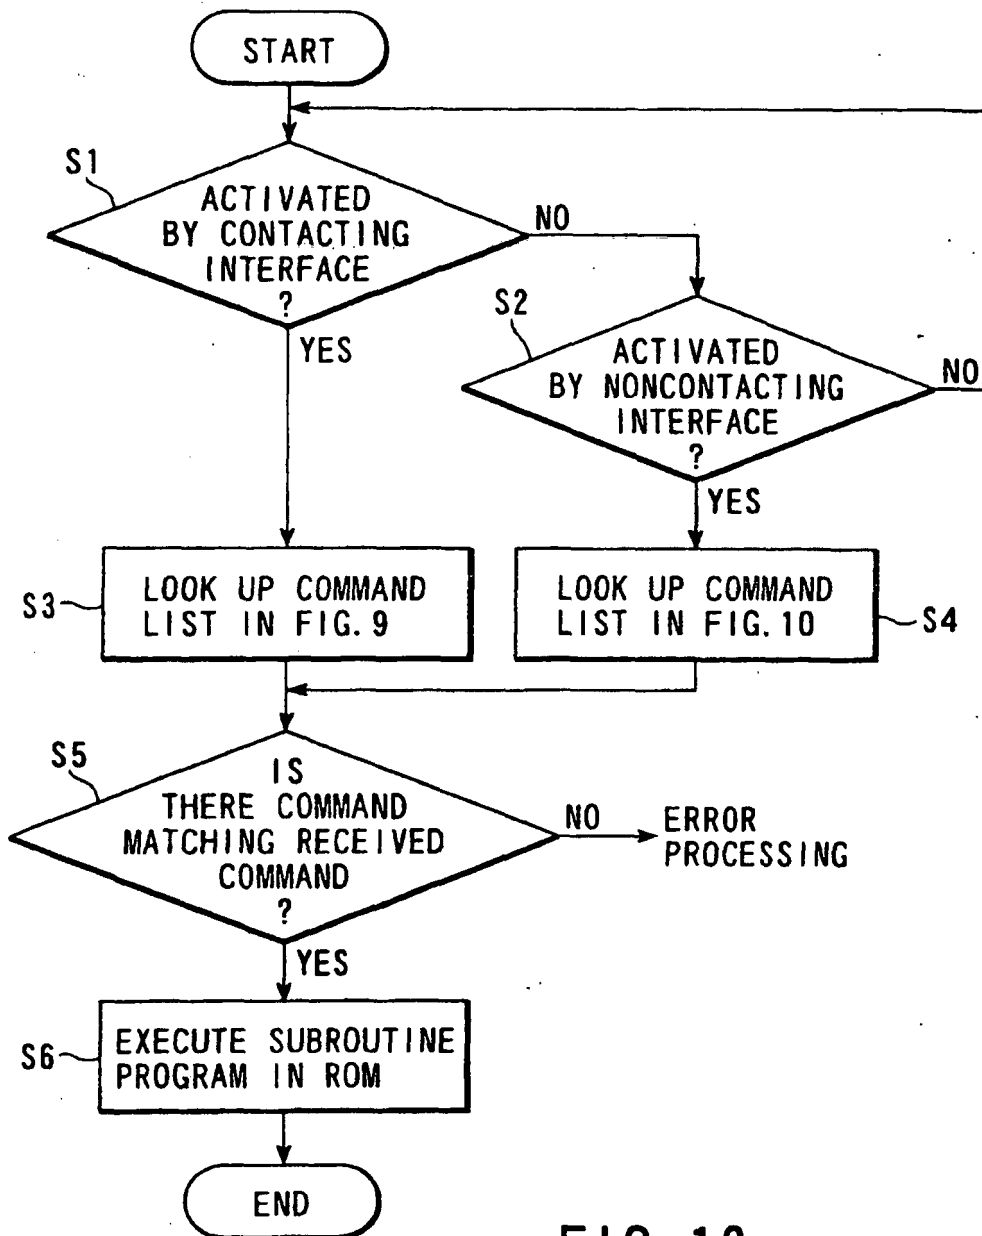 START
S1
ACTIVATED
BY CONTACTING
INTERFACE
?
NO
YES
S2
ACTIVATED
BY NONCONTACTING
INTERFACE
?
NO
YES
S3
LOOK UP COMMAND
LIST IN FIG. 9
LOOK UP COMMAND
LIST IN FIG. 10
S4
S5
IS
THERE COMMAND
MATCHING RECEIVED
COMMAND
?
NO
ERROR
PROCESSING
YES
S6
EXECUTE SUBROUTINE
PROGRAM IN ROM
END